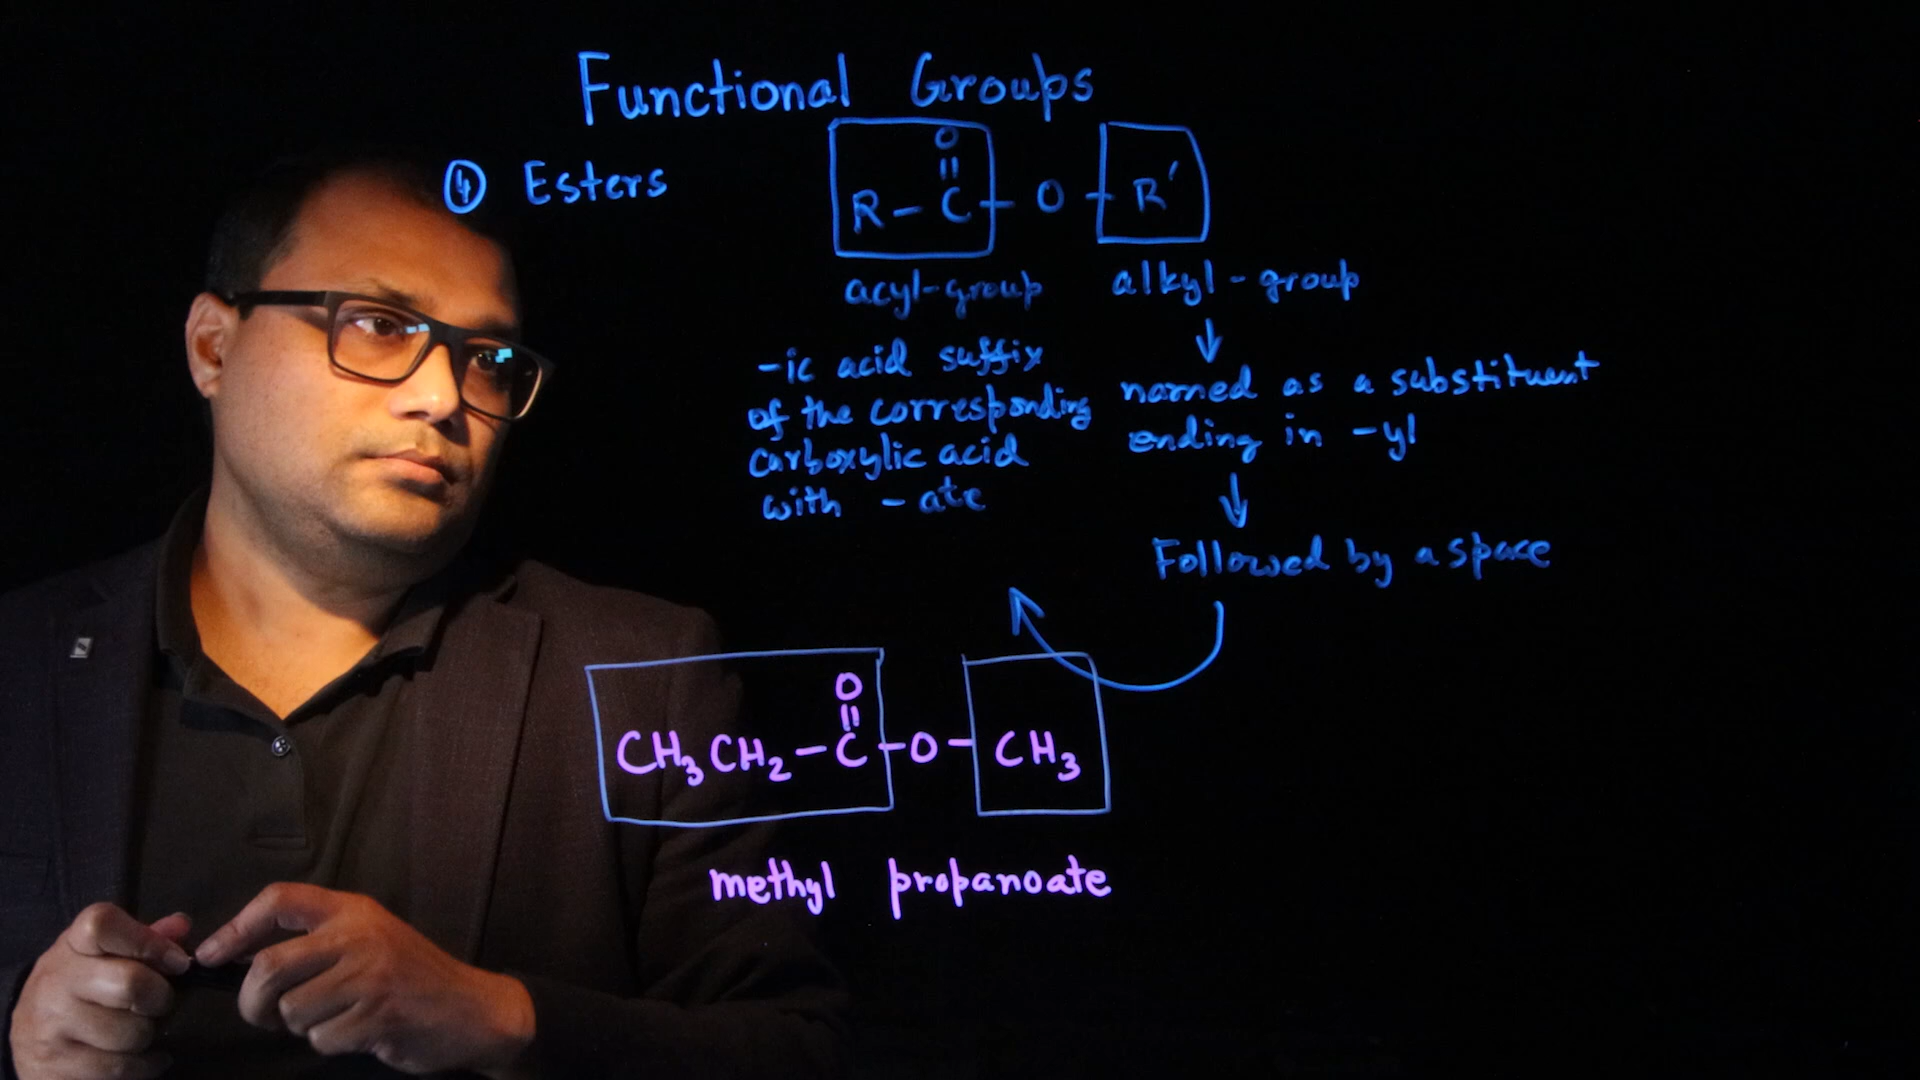 Functional Groups
④ Esters
O
||
R - C - O - R'
acyl-group
alkyl-group
-ic acid suffix
of the corresponding
carboxylic acid
with -ate
named as a substituent
ending in -yl
Followed by a space
O
||
CH₃CH₂-C-O-CH₃
methyl propanoate